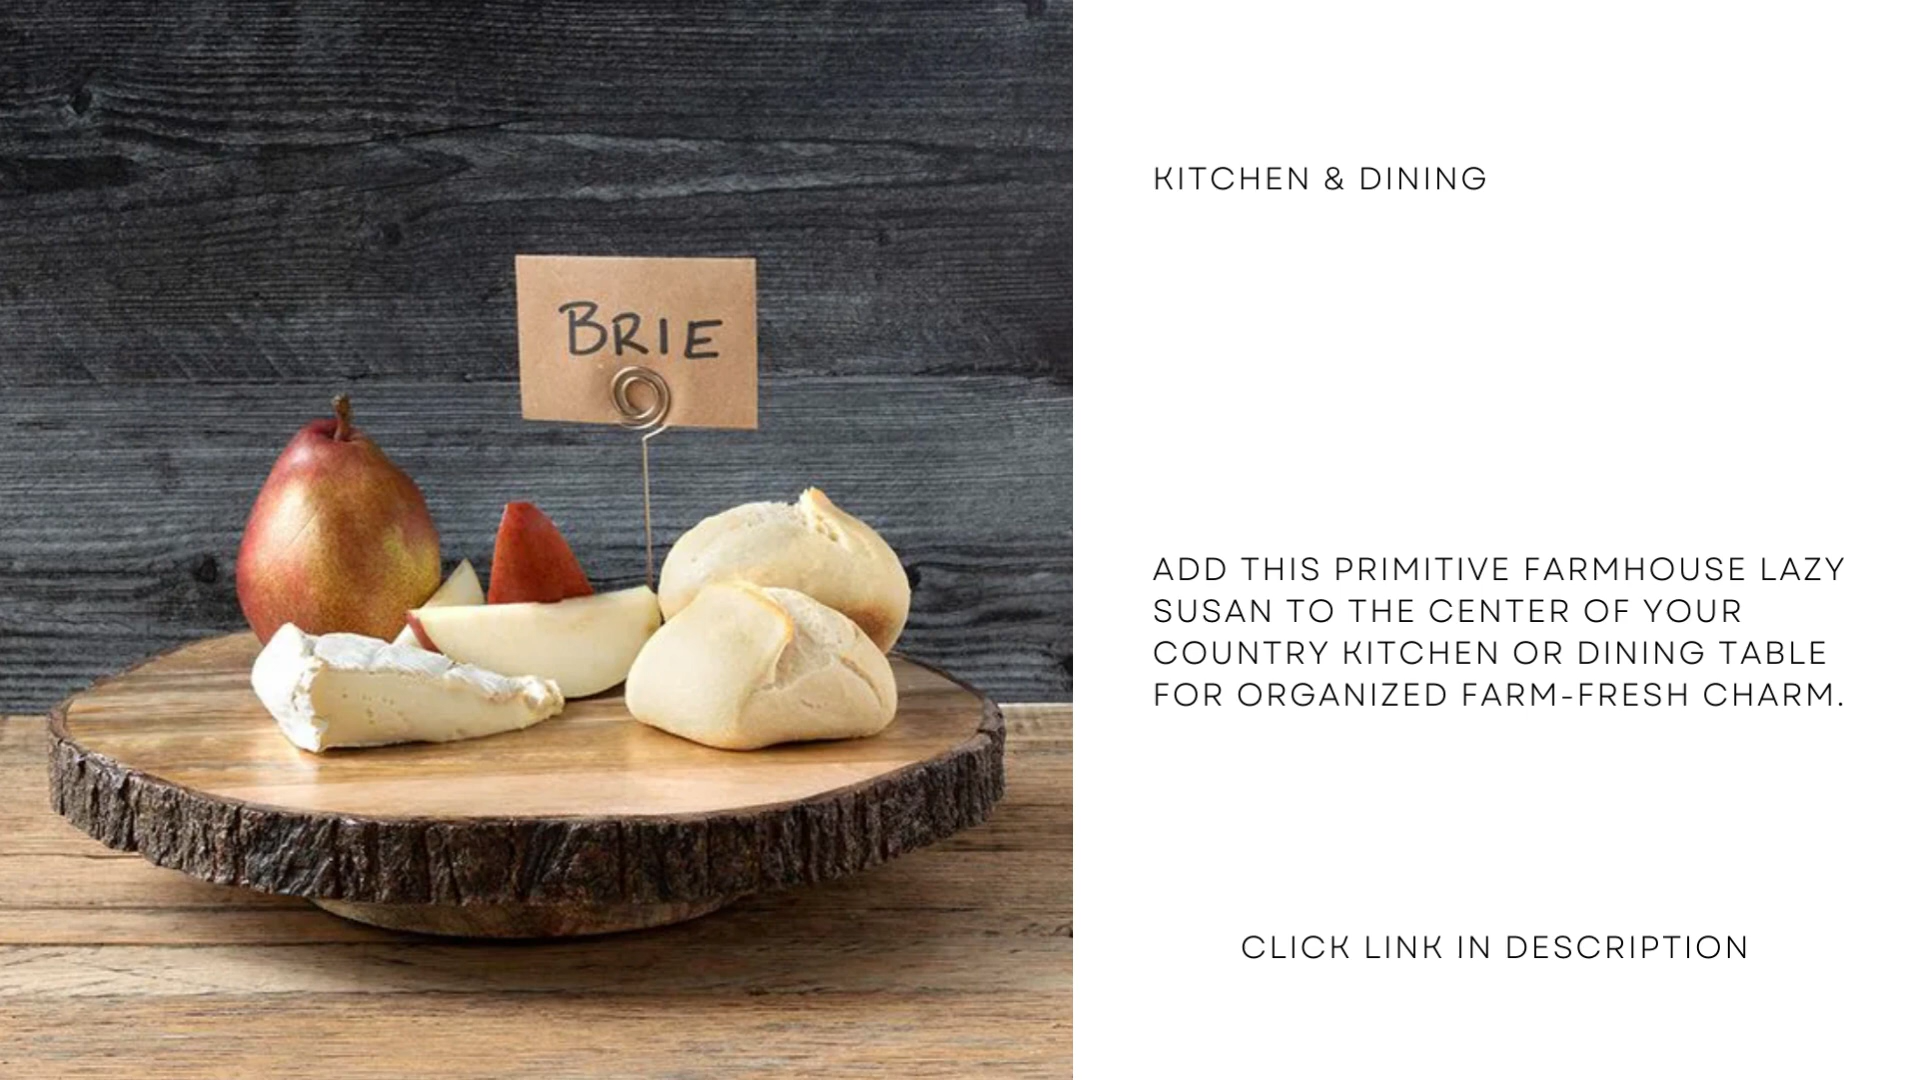 BRIE
KITCHEN & DINING
ADD THIS PRIMITIVE FARMHOUSE LAZY
SUSAN TO THE CENTER OF YOUR
COUNTRY KITCHEN OR DINING TABLE
FOR ORGANIZED FARM-FRESH CHARM.
CLICK LINK IN DESCRIPTION